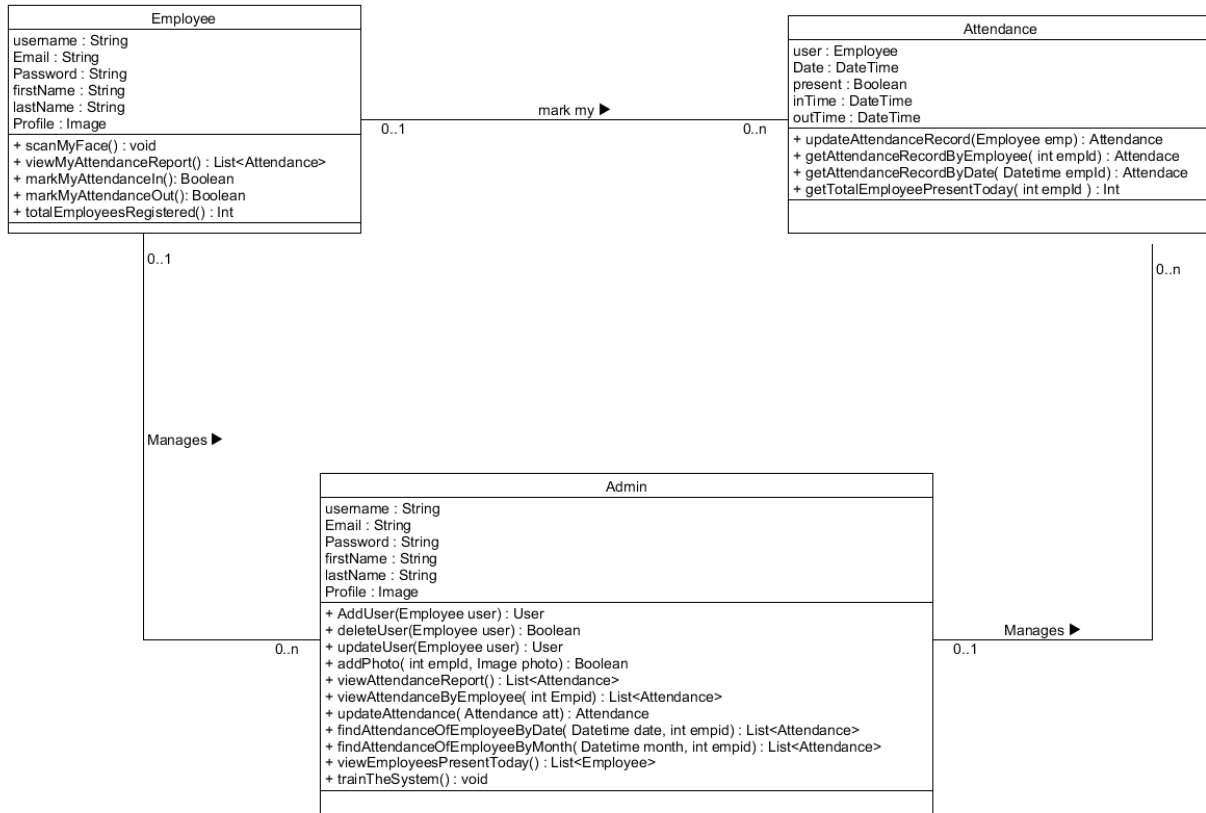 Employee
username : String
Email : String
Password : String
firstName : String
lastName : String
Profile : Image
+ scanMyFace() : void
+ viewMyAttendanceReport() : List<Attendance>
+ markMyAttendanceIn(): Boolean
+ markMyAttendanceOut(): Boolean
+ totalEmployeesRegistered() : Int
mark my ▶
0..1
0..n
Attendance
user : Employee
Date : DateTime
present : Boolean
inTime : DateTime
outTime : DateTime
+ updateAttendanceRecord(Employee emp) : Attendance
+ getAttendanceRecordByEmployee( int empId) : Attendace
+ getAttendanceRecordByDate( Datetime empId) : Attendace
+ getTotalEmployeePresentToday( int empId ) : Int
0..1
0..n
Manages ▶
Admin
username : String
Email : String
Password : String
firstName : String
lastName : String
Profile : Image
+ AddUser(Employee user) : User
+ deleteUser(Employee user) : Boolean
+ updateUser(Employee user) : User
+ addPhoto( int empId, Image photo) : Boolean
+ viewAttendanceReport() : List<Attendance>
+ viewAttendanceByEmployee( int Empid) : List<Attendance>
+ updateAttendance( Attendance att) : Attendance
+ findAttendanceOfEmployeeByDate( Datetime date, int empid) : List<Attendance>
+ findAttendanceOfEmployeeByMonth( Datetime month, int empid) : List<Attendance>
+ viewEmployeesPresentToday() : List<Employee>
+ trainTheSystem() : void
0..n
Manages ▶
0..1